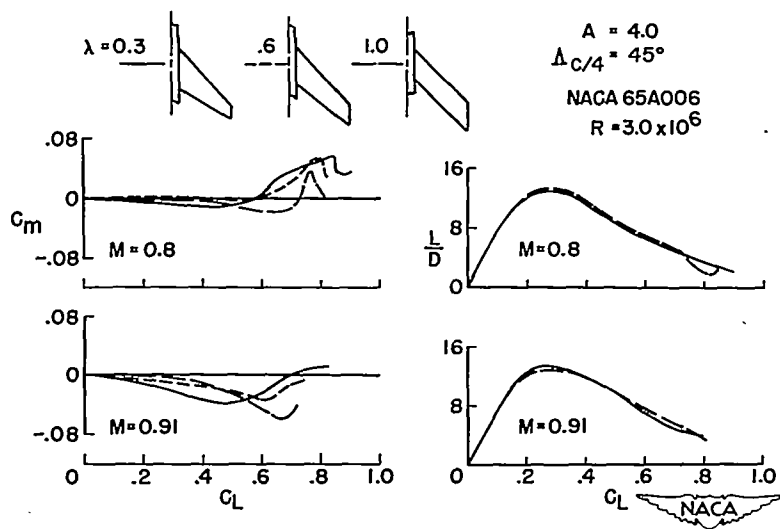 λ = 0.3
.6
1.0
A = 4.0
Λ C/4 = 45°
NACA 65A006
R = 3.0 x 10⁶
.08
0
-.08
Cm
M = 0.8
16
8
0
L/D
M = 0.8
0
-.08
M = 0.91
0
.2
.4
.6
.8
1.0
CL
16
8
0
M = 0.91
0
.2
.4
.6
.8
1.0
CL
NACA